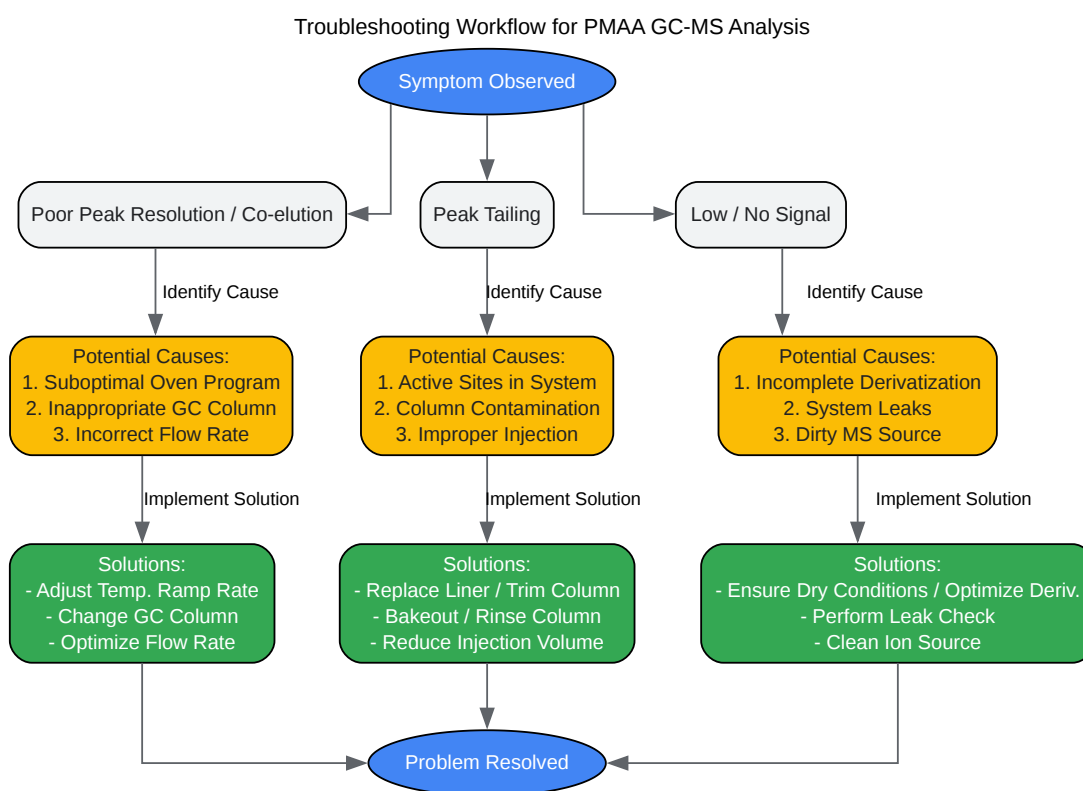 Troubleshooting Workflow for PMAA GC-MS Analysis
Symptom Observed
Poor Peak Resolution / Co-elution
Peak Tailing
Low / No Signal
Identify Cause
Identify Cause
Identify Cause
Potential Causes:
1. Suboptimal Oven Program
2. Inappropriate GC Column
3. Incorrect Flow Rate
Potential Causes:
1. Active Sites in System
2. Column Contamination
3. Improper Injection
Potential Causes:
1. Incomplete Derivatization
2. System Leaks
3. Dirty MS Source
Implement Solution
Implement Solution
Implement Solution
Solutions:
- Adjust Temp. Ramp Rate
- Change GC Column
- Optimize Flow Rate
Solutions:
- Replace Liner / Trim Column
- Bakeout / Rinse Column
- Reduce Injection Volume
Solutions:
- Ensure Dry Conditions / Optimize Deriv.
- Perform Leak Check
- Clean Ion Source
Problem Resolved